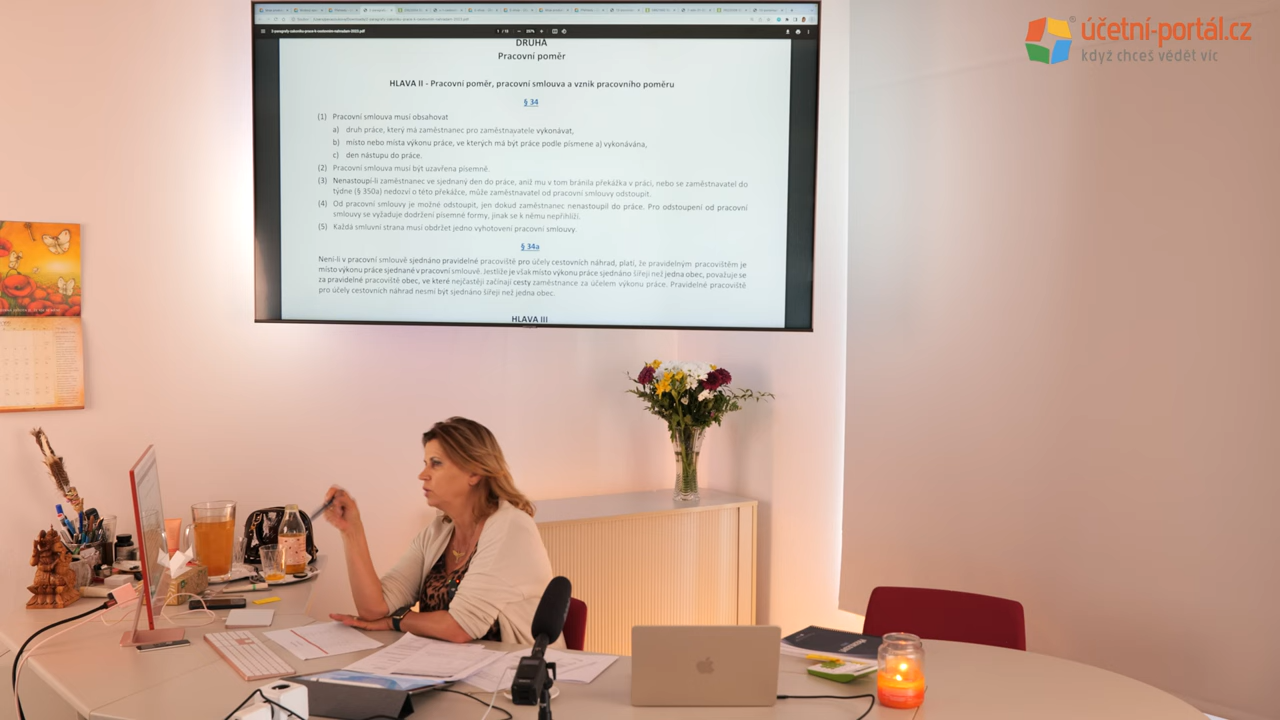 účetní-portál.cz
když chceš vědět víc
DRUHÁ
Pracovní poměr
HLAVA II - Pracovní poměr, pracovní smlouva a vznik pracovního poměru
§ 34
(1) Pracovní smlouva musí obsahovat
a) druh práce, který má zaměstnanec pro zaměstnavatele vykonávat,
b) místo nebo místa výkonu práce, ve kterých má být práce podle písmene a) vykonávána,
c) den nástupu do práce.
(2) Pracovní smlouva musí být uzavřena písemně.
(3) Nenastoupí-li zaměstnanec ve sjednaný den do práce, aniž mu v tom bránila překážka v práci, nebo se zaměstnavatel do
týdne (§ 350a) nedozví o této překážce, může zaměstnavatel od pracovní smlouvy odstoupit.
(4) Od pracovní smlouvy je možné odstoupit, jen dokud zaměstnanec nenastoupil do práce. Pro odstoupení od pracovní
smlouvy se vyžaduje dodržení písemné formy, jinak se k němu nepřihlíží.
(5) Každá smluvní strana musí obdržet jedno vyhotovení pracovní smlouvy.
§ 34a
Není-li v pracovní smlouvě sjednáno pravidelné pracoviště pro účely cestovních náhrad, platí, že pravidelným pracovištěm je
místo výkonu práce sjednané v pracovní smlouvě. Jestliže je však místo výkonu práce sjednáno šířeji než jedna obec, považuje se
za pravidelné pracoviště obec, ve které nejčastěji začínají cesty zaměstnance za účelem výkonu práce. Pravidelné pracoviště
pro účely cestovních náhrad nesmí být sjednáno šířeji než jedna obec.
HLAVA III